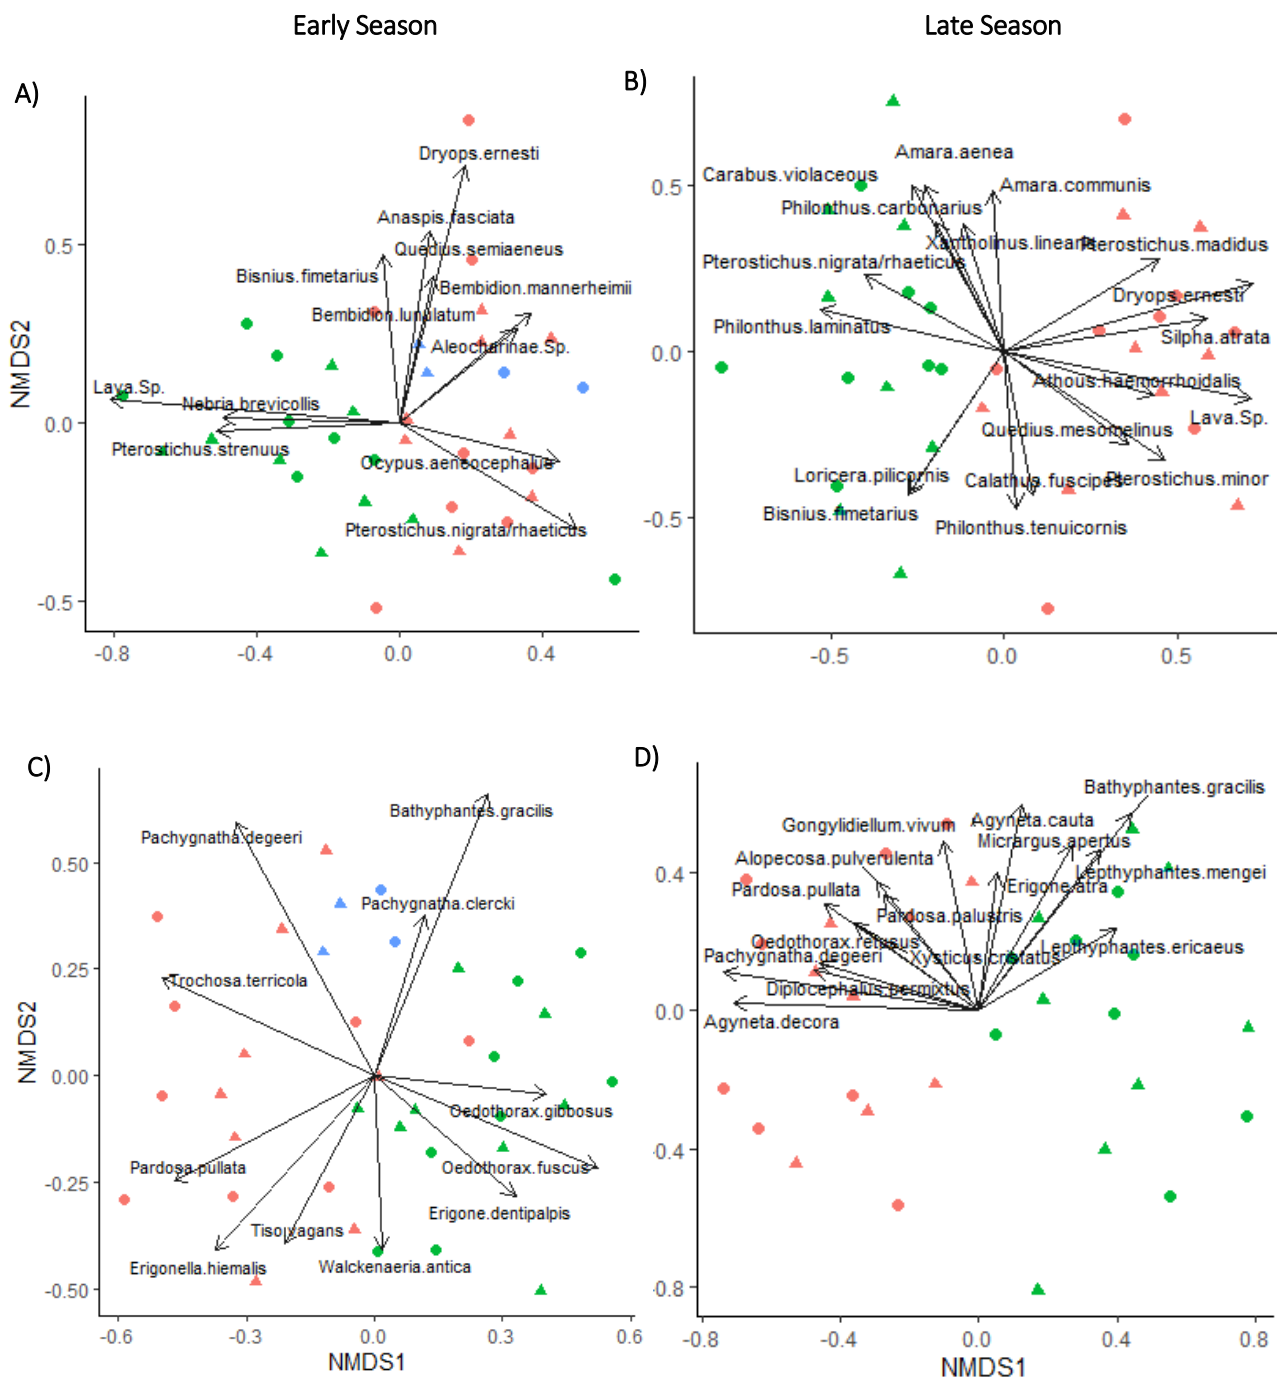 Early Season
Late Season
A)
B)
NMDS2
0.5
0.0
-0.5
-0.8
-0.4
0.0
0.4
Dryops.ernesti
Anaspis.fasciata
Quedius.semiaeneus
Bisnius.fimetarius
Bembidion.mannerheimii
Bembidion.lunulatum
Aleocharinae.Sp.
Lava.Sp.
Nebria.brevicollis
Pterostichus.strenuus
Ocypus.aeneocephalus
Pterostichus.nigrata/rhaeticus
0.5
0.0
-0.5
-0.5
0.0
0.5
Amara.aenea
Carabus.violaceous
Amara.communis
Philonthus.carbonarius
Xantholinus.linearis
Pterostichus.madidus
Pterostichus.nigrata/rhaeticus
Dryops.ernesti
Philonthus.laminatus
Silpha.atrata
Athous.haemorrhoidalis
Lava.Sp.
Quedius.mesomelinus
Loricera.pilicornis
Calathus.fuscipes
Pterostichus.minor
Bisnius.fimetarius
Philonthus.tenuicornis
C)
D)
NMDS2
0.50
0.25
0.00
-0.25
-0.50
-0.6
-0.3
0.0
0.3
0.6
NMDS1
Bathyphantes.gracilis
Pachygnatha.degeeri
Pachygnatha.clercki
Trochosa.terricola
Oedothorax.gibbosus
Pardosa.pullata
Oedothorax.fuscus
Erigone.dentipalpis
Tiso.vagans
Erigonella.hiemalis
Walckenaeria.antica
0.4
0.0
-0.4
-0.8
-0.8
-0.4
0.0
0.4
0.8
NMDS1
Bathyphantes.gracilis
Agyneta.cauta
Gongylidiellum.vivum
Micrargus.apertus
Alopecosa.pulverulenta
Lepthyphantes.mengei
Pardosa.pullata
Erigone.atra
Pardosa.palustris
Oedothorax.retusus
Lepthyphantes.ericaeus
Pachygnatha.degeeri
Xysticus.cristatus
Diplocephalus.permixtus
Agyneta.decora